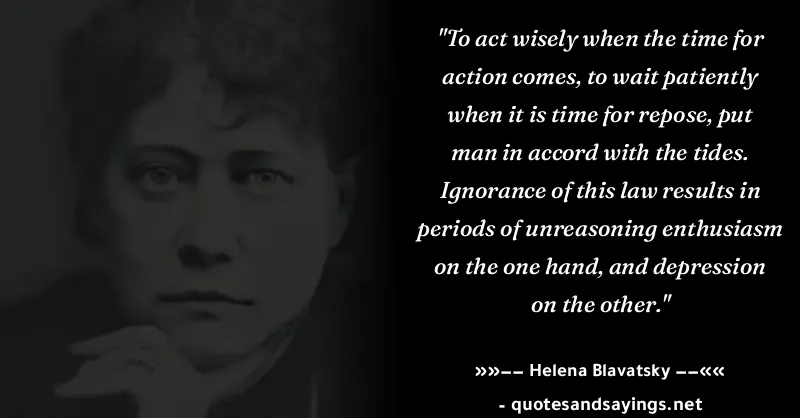 "To act wisely when the time for
action comes, to wait patiently
when it is time for repose, put
man in accord with the tides.
Ignorance of this law results in
periods of unreasoning enthusiasm
on the one hand, and depression
on the other."
»»−− Helena Blavatsky −−««
- quotesandsayings.net